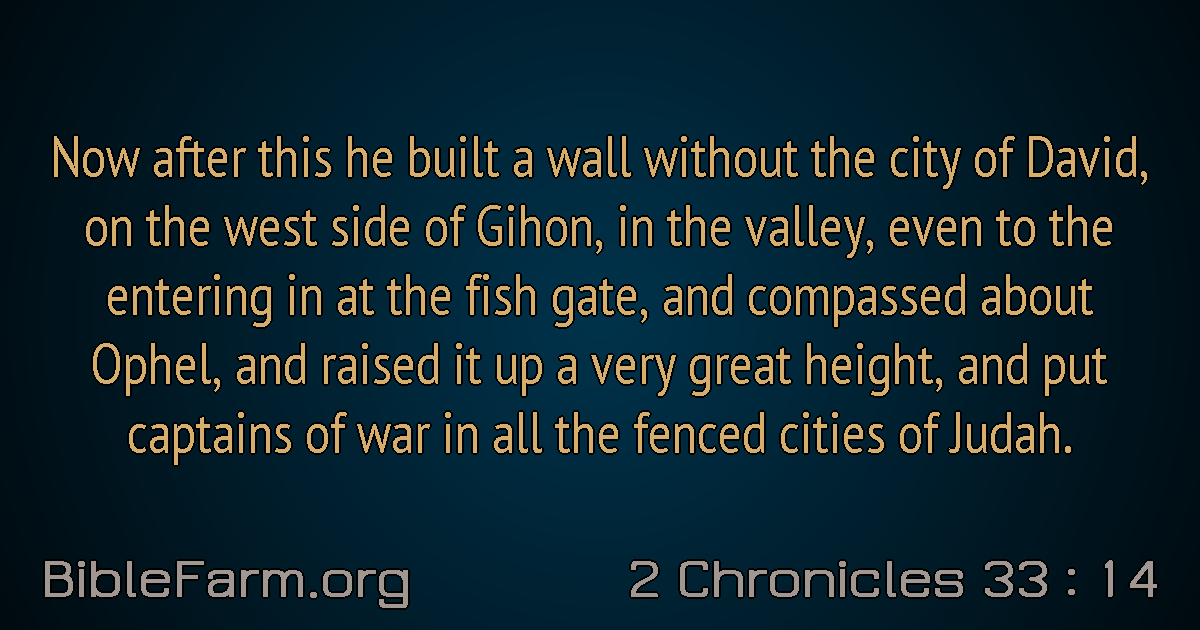 Now after this he built a wall without the city of David,
on the west side of Gihon, in the valley, even to the
entering in at the fish gate, and compassed about
Ophel, and raised it up a very great height, and put
captains of war in all the fenced cities of Judah.
BibleFarm.org
2 Chronicles 33 : 14